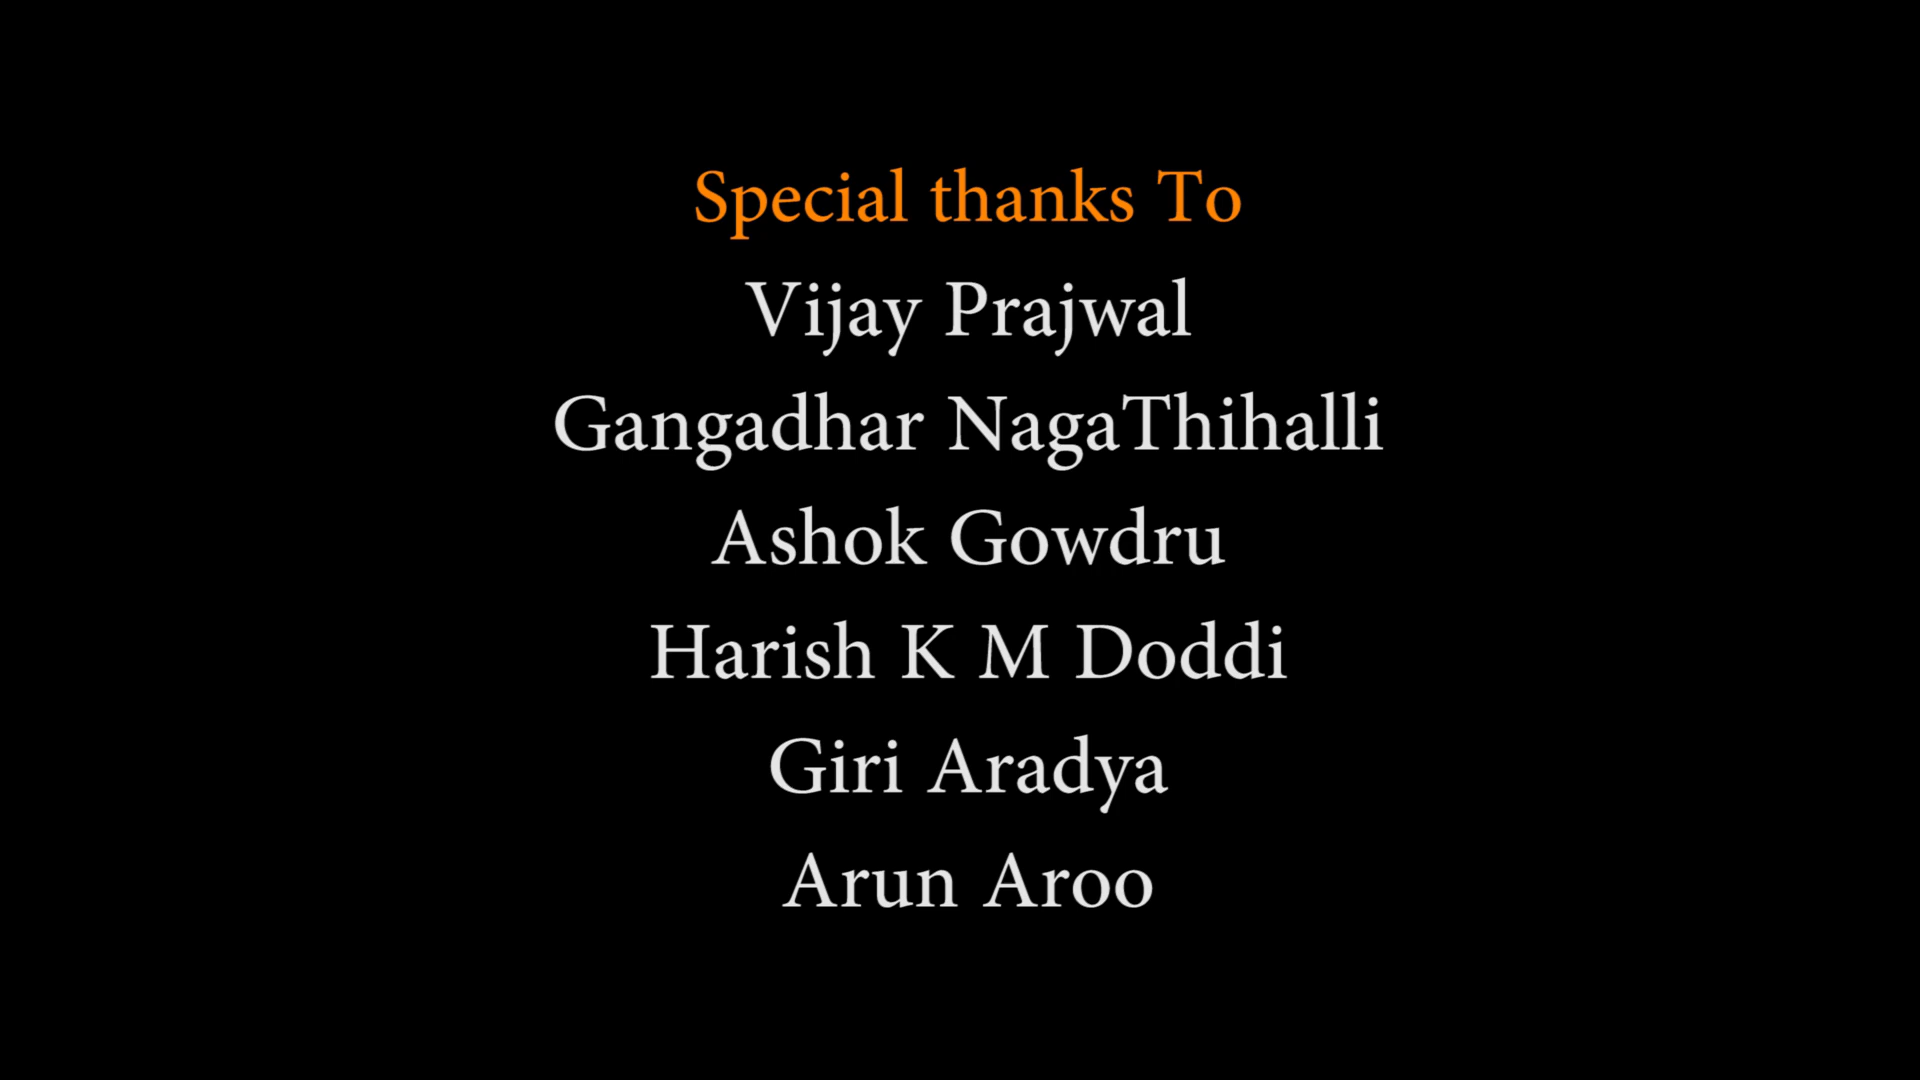 Special thanks To
Vijay Prajwal
Gangadhar NagaThihalli
Ashok Gowdru
Harish K M Doddi
Giri Aradya
Arun Aroo